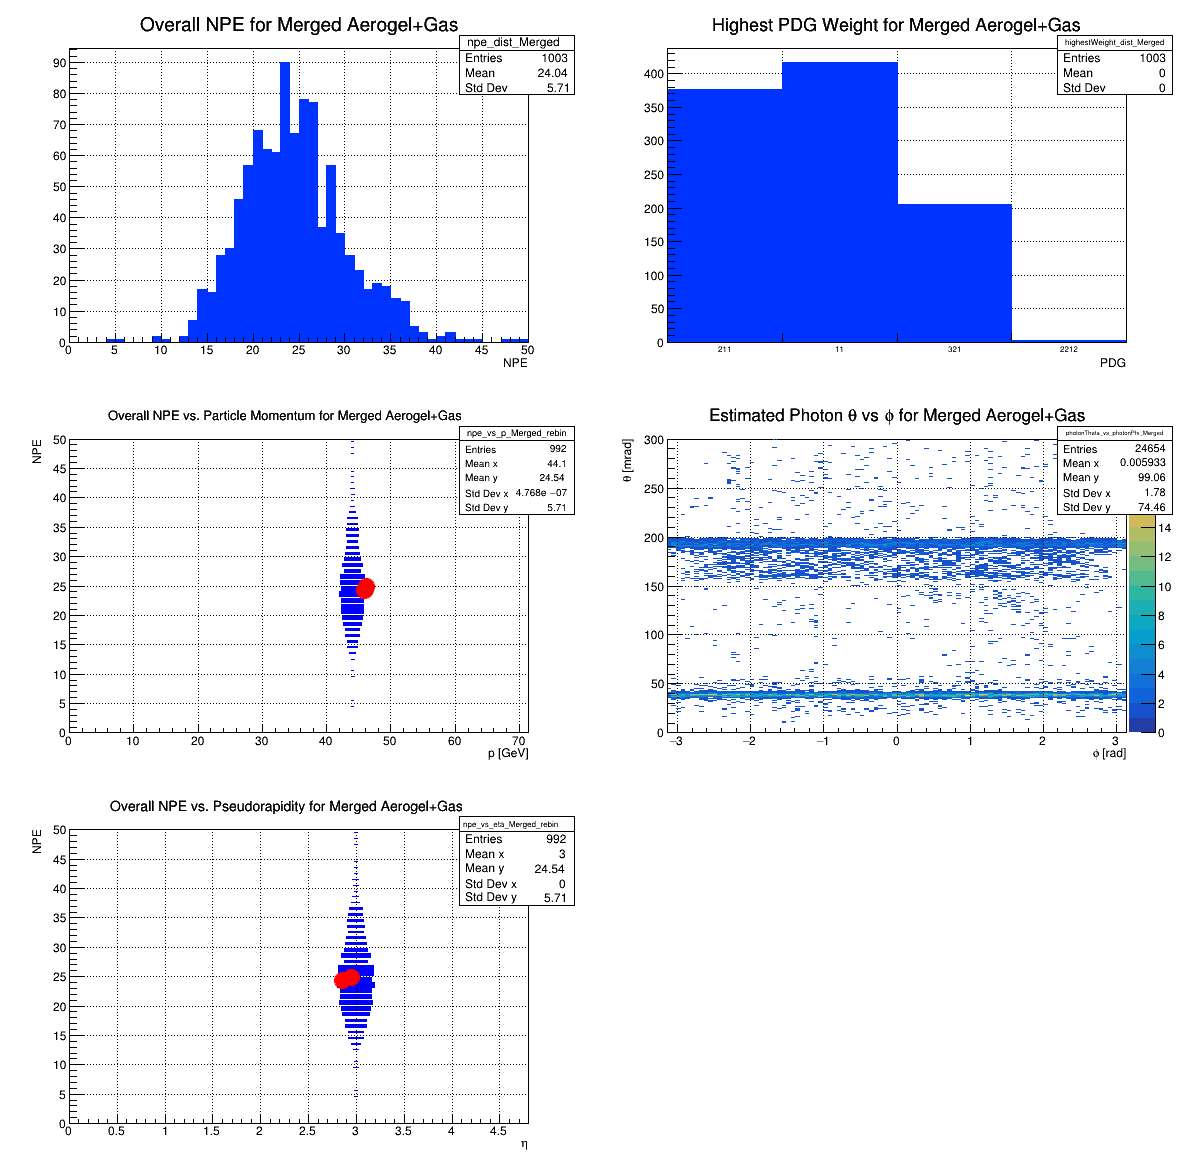 Overall NPE for Merged Aerogel+Gas
npe_dist_Merged
Entries 1003
Mean 24.04
Std Dev 5.71
90
80
70
60
50
40
30
20
10
0
0 5 10 15 20 25 30 35 40 45 50
NPE
Highest PDG Weight for Merged Aerogel+Gas
highestWeight_dist_Merged
Entries 1003
Mean 0
Std Dev 0
400
350
300
250
200
150
100
50
0
211 11 321 2212
PDG
Overall NPE vs. Particle Momentum for Merged Aerogel+Gas
npe_vs_p_Merged_rebin
Entries 992
Mean x 44.1
Mean y 24.54
Std Dev x 4.768e −07
Std Dev y 5.71
NPE
50
45
40
35
30
25
20
15
10
5
0
0 10 20 30 40 50 60 70
p [GeV]
Estimated Photon θ vs ϕ for Merged Aerogel+Gas
photonTheta_vs_photonPhi_Merged
Entries 24654
Mean x 0.005933
Mean y 99.06
Std Dev x 1.78
Std Dev y 74.46
θ [mrad]
300
250
200
150
100
50
0
−3 −2 −1 0 1 2 3
ϕ [rad]
14
12
10
8
6
4
2
0
Overall NPE vs. Pseudorapidity for Merged Aerogel+Gas
npe_vs_eta_Merged_rebin
Entries 992
Mean x 3
Mean y 24.54
Std Dev x 0
Std Dev y 5.71
NPE
50
45
40
35
30
25
20
15
10
5
0
0 0.5 1 1.5 2 2.5 3 3.5 4 4.5
η